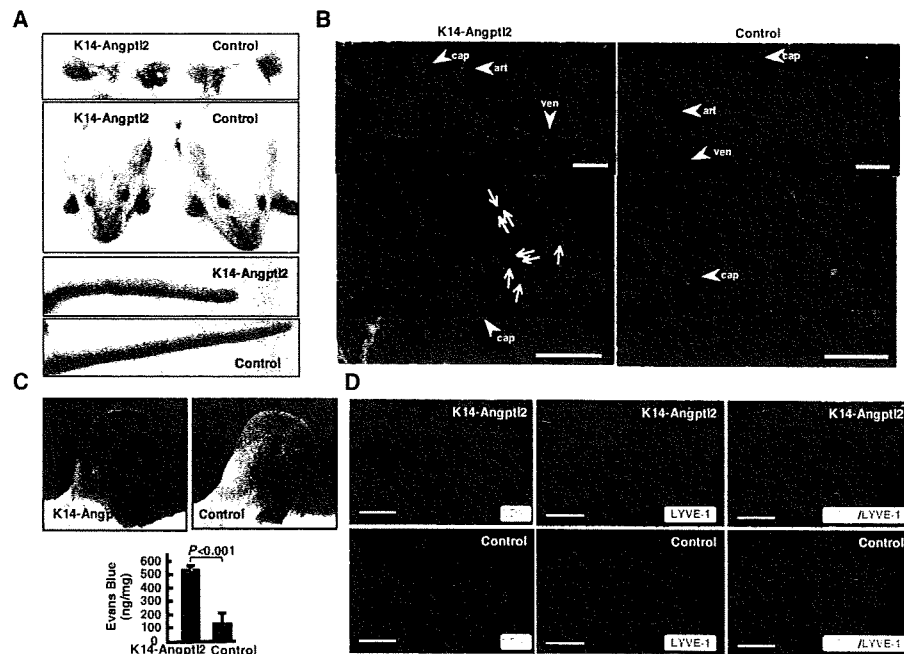 A
K14-Angptl2 Control
K14-Angptl2 Control
K14-Angptl2
Control
B
K14-Angptl2 Control
cap
art
ven
cap
cap
art
ven
cap
C
Control
P<0.001
Evans Blue
(ng/mg)
600
500
400
300
200
100
0
K14-Angptl2 Control
D
K14-Angptl2 K14-Angptl2 K14-Angptl2
LYVE-1 /LYVE-1
Control Control Control
LYVE-1 /LYVE-1